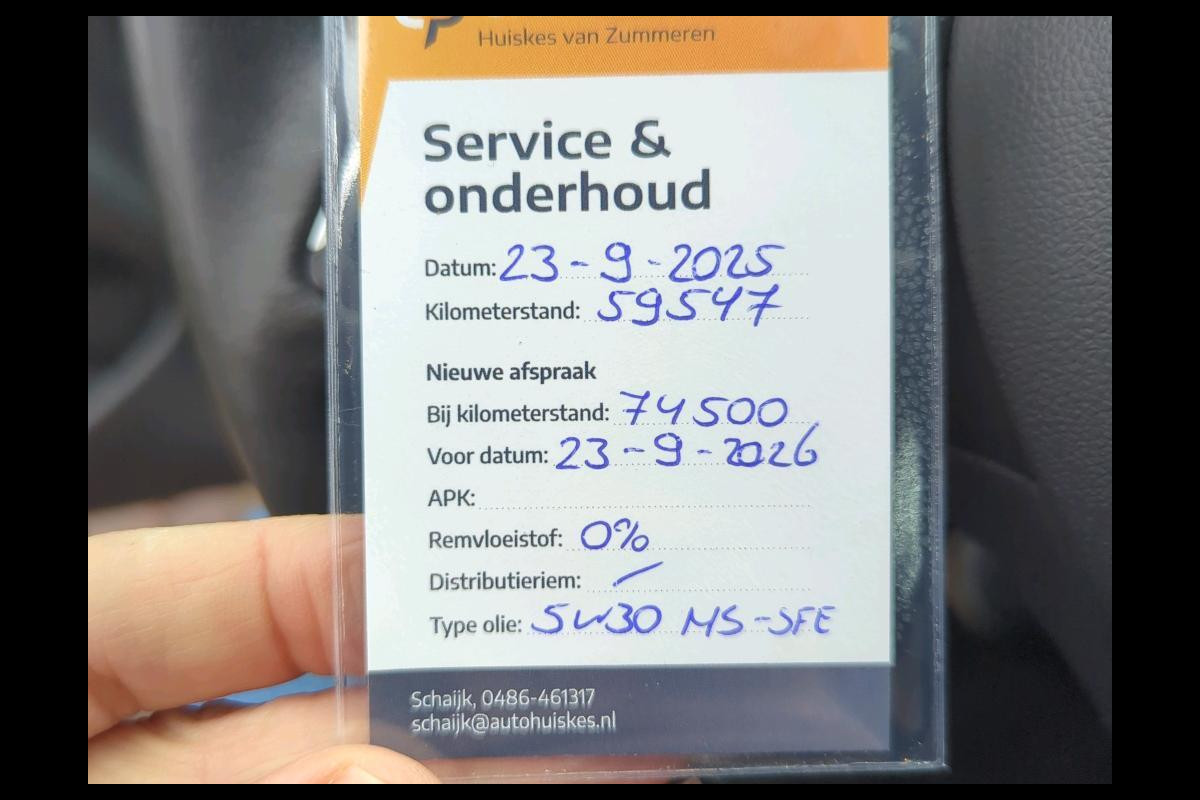 Huiskes van Zummeren
Service &
onderhoud
Datum: 23-9-2025
Kilometerstand: 59547
Nieuwe afspraak
Bij kilometerstand: 74500
Voor datum: 23-9-2026
APK:
Remvloeistof: 0%
Distributieriem: /
Type olie: 5W30 MS-SFE
Schaijk, 0486-461317
schaijk@autohuiskes.nl